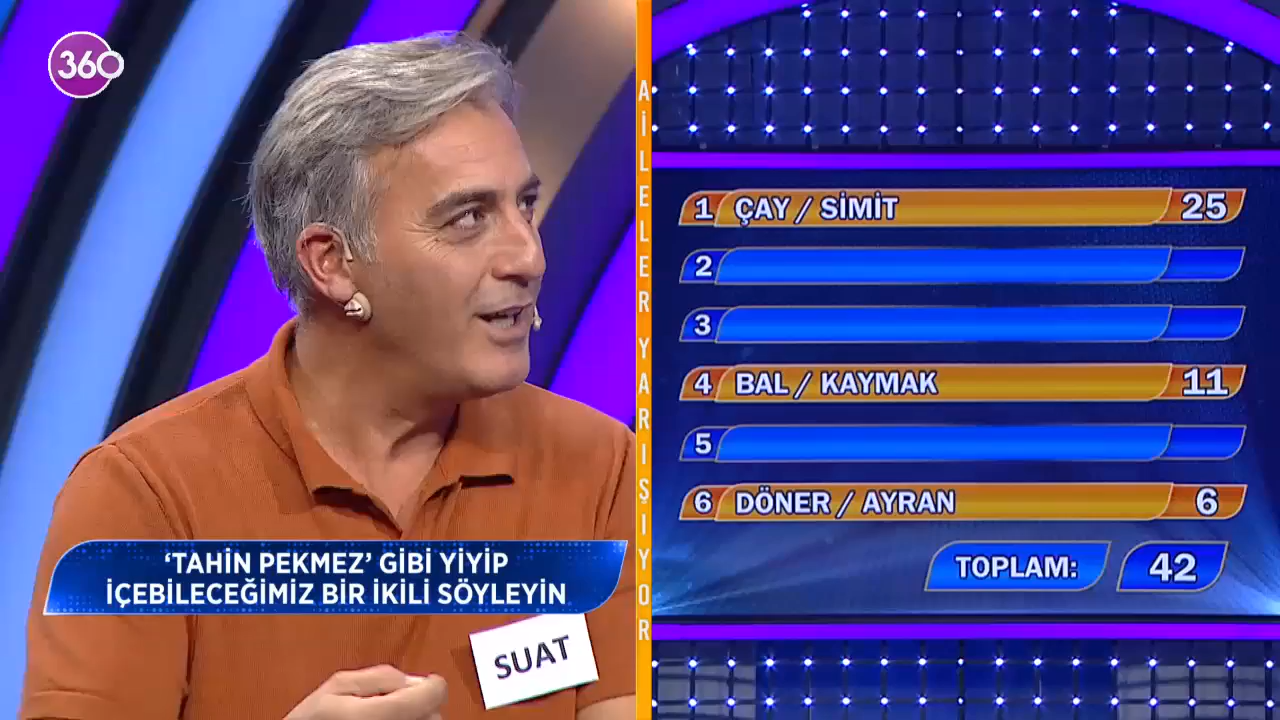 360
AİLELER YARIŞIYOR
1 ÇAY / SİMİT 25
2
3
4 BAL / KAYMAK 11
5
6 DÖNER / AYRAN 6
TOPLAM: 42
‘TAHİN PEKMEZ’ GİBİ YİYİP
İÇEBİLECEĞİMİZ BİR İKİLİ SÖYLEYİN
SUAT